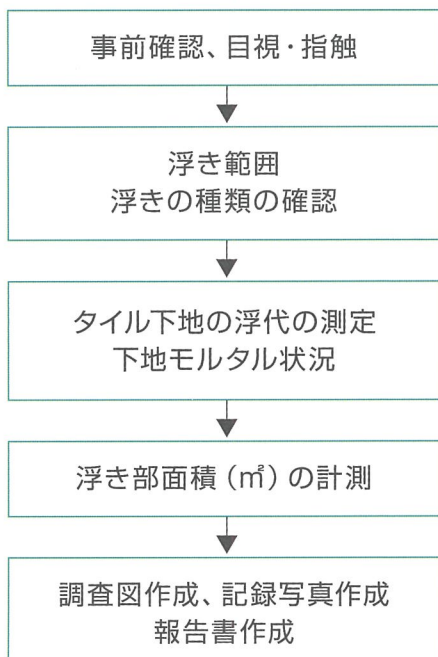 事前確認、目視・指触
浮き範囲
浮きの種類の確認
タイル下地の浮代の測定
下地モルタル状況
浮き部面積(㎡)の計測
調査図作成、記録写真作成
報告書作成